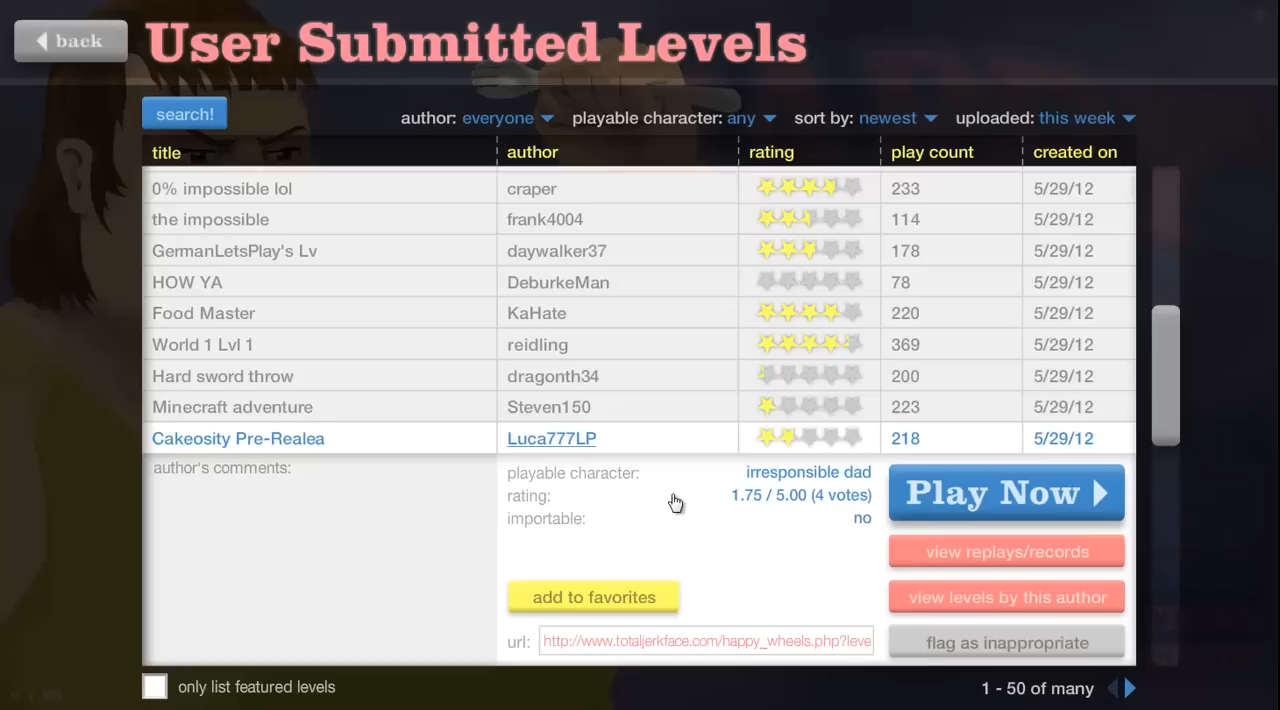 back
User Submitted Levels
search!
author: everyone playable character: any sort by: newest uploaded: this week
title author rating play count created on
0% impossible lol craper 233 5/29/12
the impossible frank4004 114 5/29/12
GermanLetsPlay's Lv daywalker37 178 5/29/12
HOW YA DeburkeMan 78 5/29/12
Food Master KaHate 220 5/29/12
World 1 Lvl 1 reidling 369 5/29/12
Hard sword throw dragonth34 200 5/29/12
Minecraft adventure Steven150 223 5/29/12
Cakeosity Pre-Realea Luca777LP 218 5/29/12
author's comments:
playable character: irresponsible dad
rating: 1.75 / 5.00 (4 votes)
importable: no
Play Now
view replays/records
add to favorites
view levels by this author
url: http://www.totaljerkface.com/happy_wheels.php?leve
flag as inappropriate
only list featured levels
1 - 50 of many